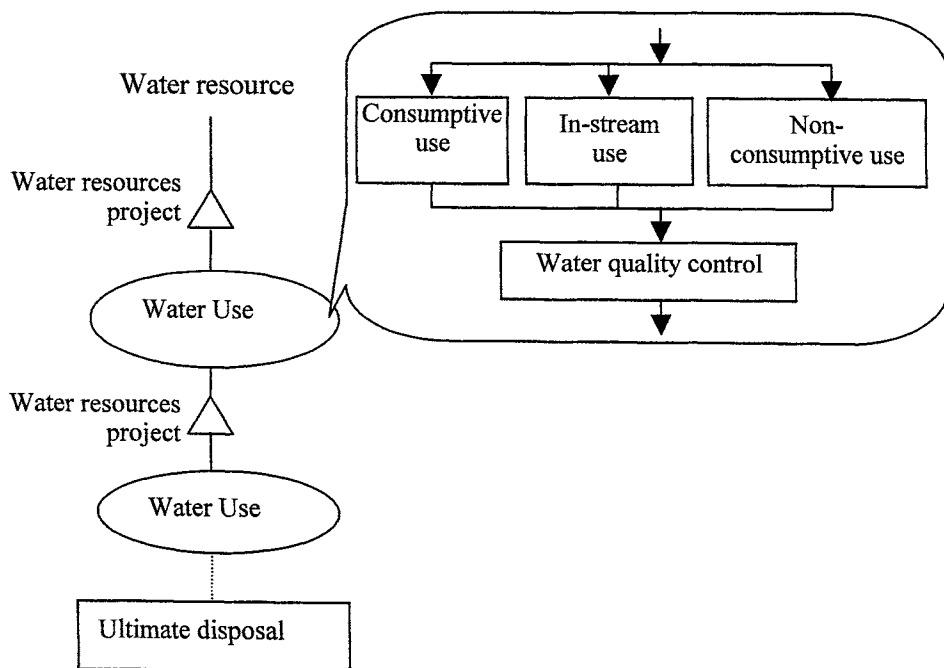 Water resource
Water resources
project
Water Use
Water resources
project
Water Use
Ultimate disposal
Consumptive
use
In-stream
use
Non-
consumptive use
Water quality control